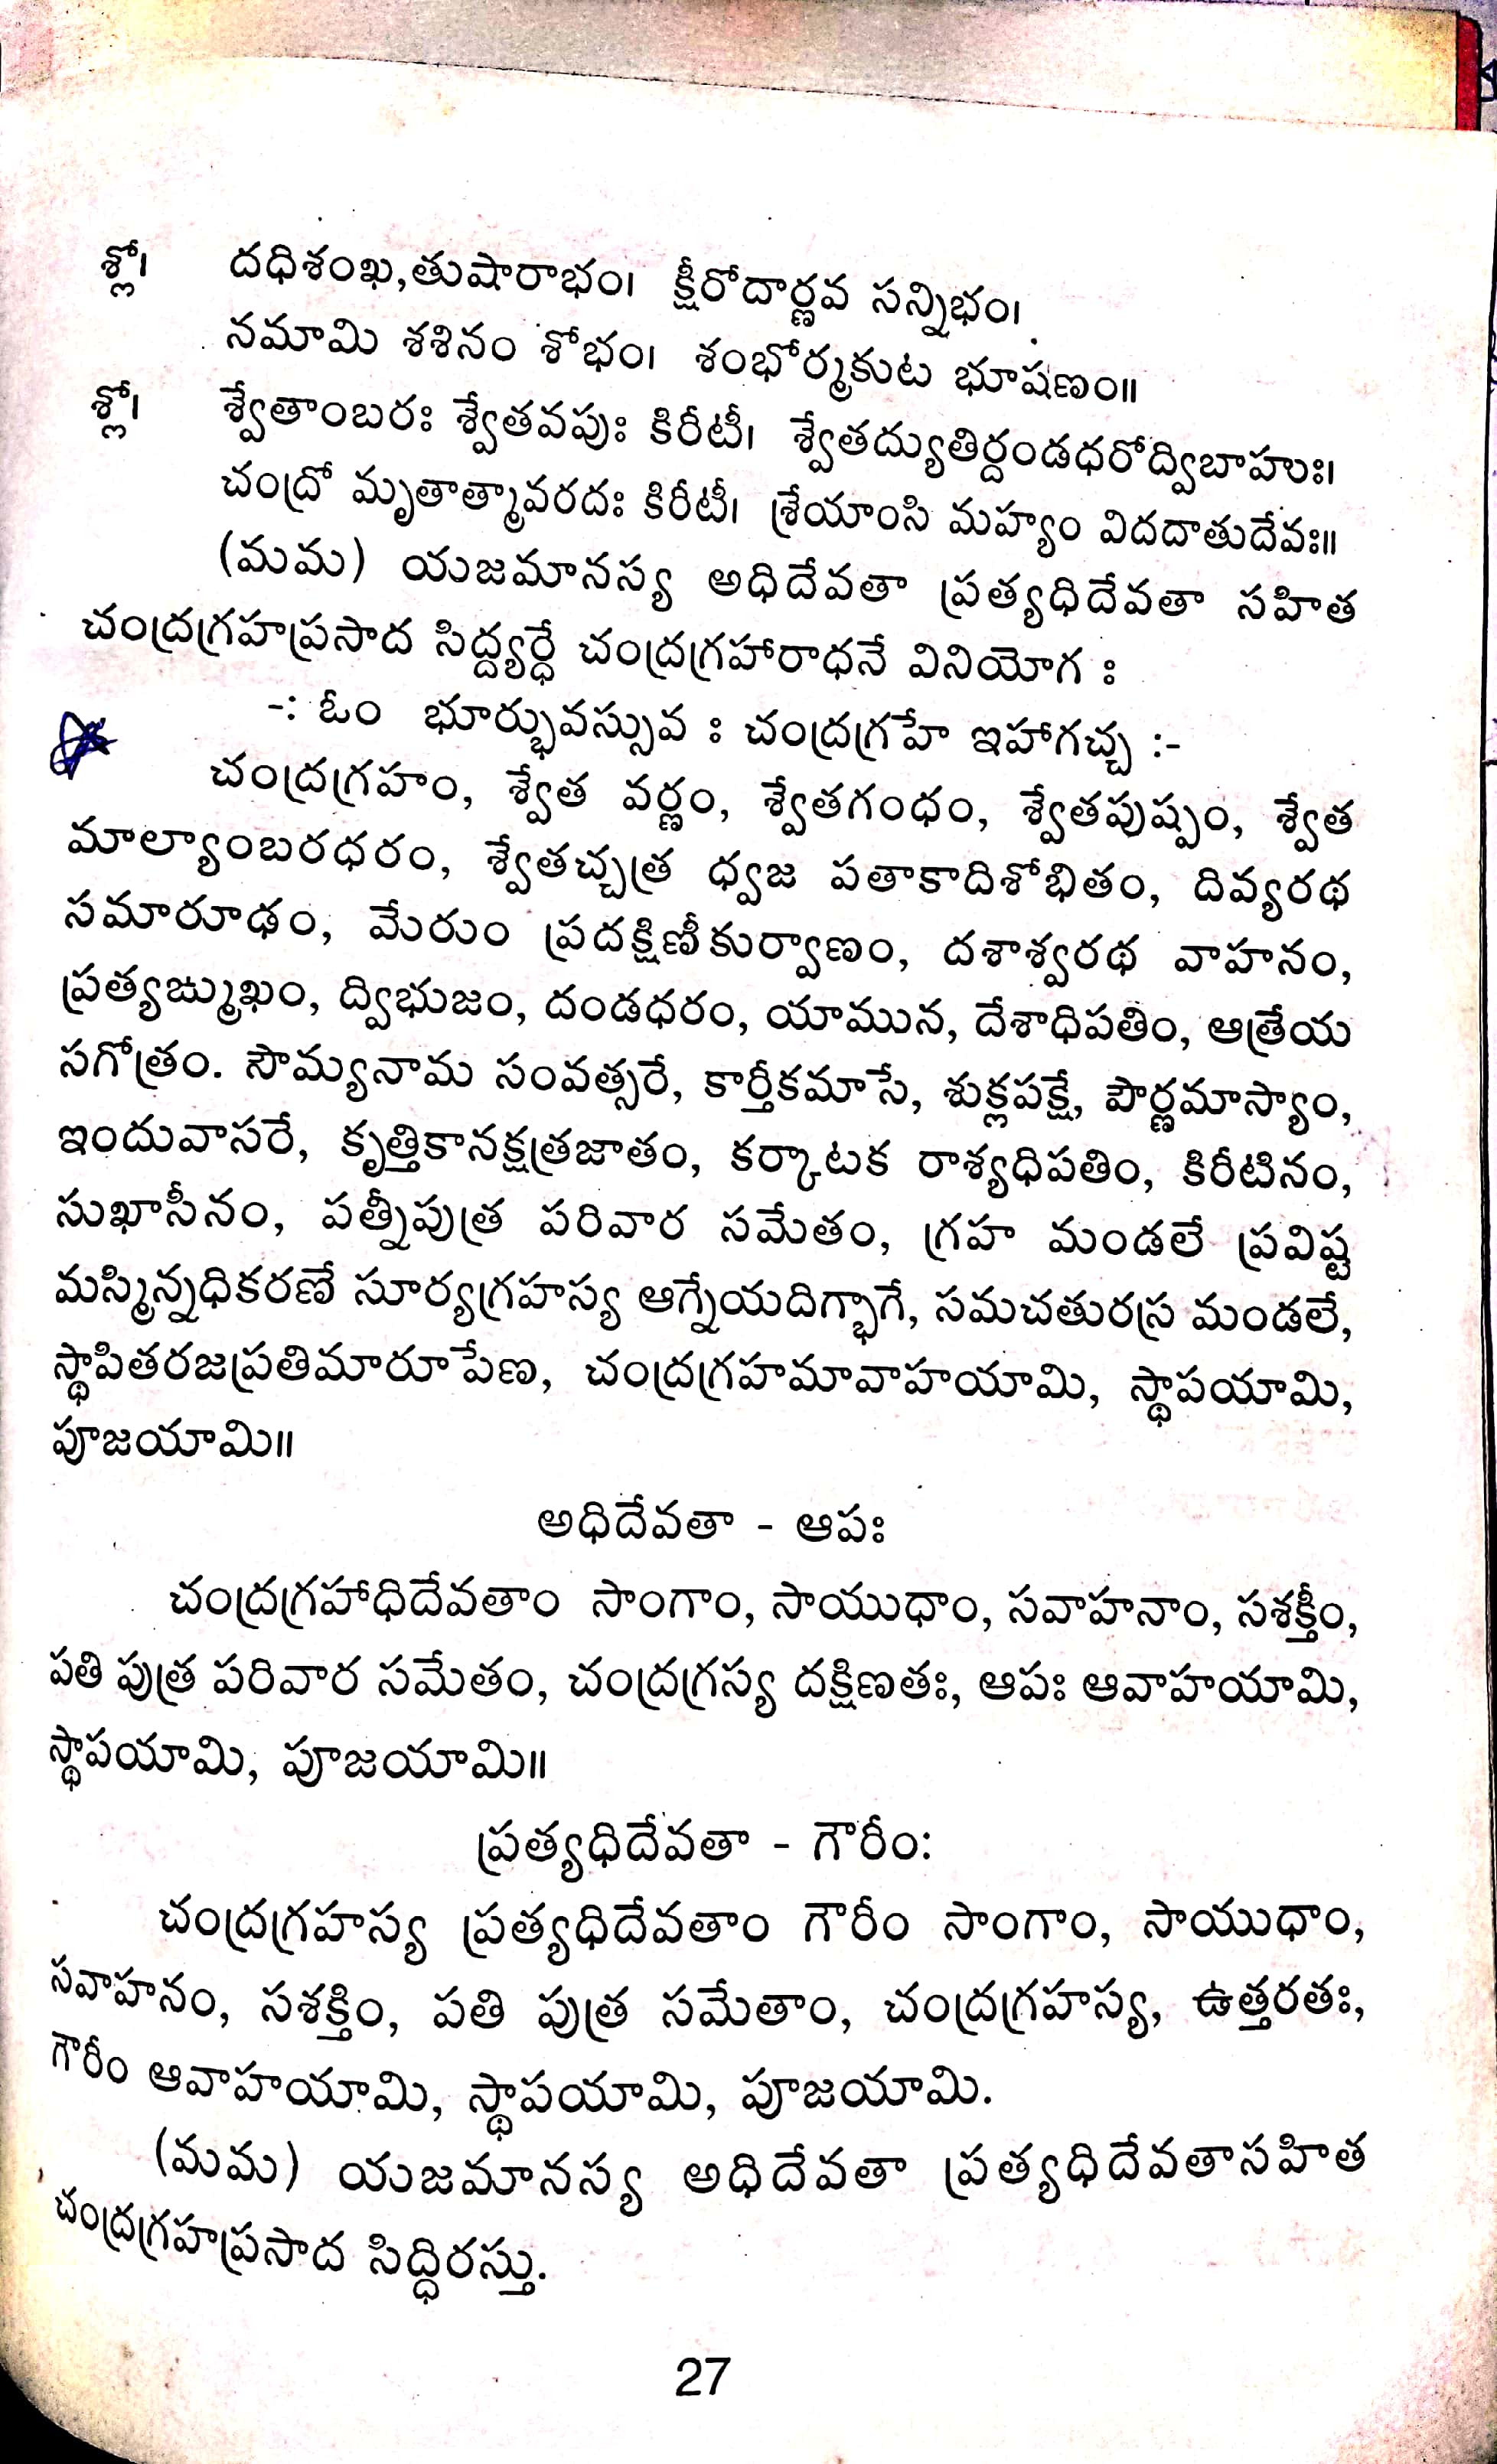 శ్లో। దధిశంఖ,తుషారాభం। క్షీరోదార్ణవ సన్నిభం।
నమామి శశినం శోభం। శంభోర్మకుట భూషణం॥
శ్లో। శ్వేతాంబరః శ్వేతవపుః కిరీటీ। శ్వేతద్యుతిర్దండధరోద్విబాహుః।
చంద్రో మృతాత్మావరదః కిరీటీ। శ్రేయాంసి మహ్యం విదదాతుదేవః॥
(మమ) యజమానస్య అధిదేవతా ప్రత్యధిదేవతా సహిత
చంద్రగ్రహప్రసాద సిద్ద్యర్ధే చంద్రగ్రహారాధనే వినియోగ ః
-: ఓం భూర్భువస్సువ ః చంద్రగ్రహే ఇహాగచ్చ :-
చంద్రగ్రహం, శ్వేత వర్ణం, శ్వేతగంధం, శ్వేతపుష్పం, శ్వేత
మాల్యాంబరధరం, శ్వేతచ్చత్ర ధ్వజ పతాకాదిశోభితం, దివ్యరథ
సమారూఢం, మేరుం ప్రదక్షిణీకుర్వాణం, దశాశ్వరథ వాహనం,
ప్రత్యఙ్ముఖం, ద్విభుజం, దండధరం, యామున, దేశాధిపతిం, ఆత్రేయ
సగోత్రం. సౌమ్యనామ సంవత్సరే, కార్తీకమాసే, శుక్లపక్షే, పౌర్ణమాస్యాం,
ఇందువాసరే, కృత్తికానక్షత్రజాతం, కర్కాటక రాశ్యధిపతిం, కిరీటినం,
సుఖాసీనం, పత్నీపుత్ర పరివార సమేతం, గ్రహ మండలే ప్రవిష్ట
మస్మిన్నధికరణే సూర్యగ్రహస్య ఆగ్నేయదిగ్భాగే, సమచతురస్ర మండలే,
స్థాపితరజప్రతిమారూపేణ, చంద్రగ్రహమావాహయామి, స్థాపయామి,
పూజయామి॥
అధిదేవతా - ఆపః
చంద్రగ్రహాధిదేవతాం సాంగాం, సాయుధాం, సవాహనాం, సశక్తీం,
పతి పుత్ర పరివార సమేతం, చంద్రగ్రస్య దక్షిణతః, ఆపః ఆవాహయామి,
స్థాపయామి, పూజయామి॥
ప్రత్యధిదేవతా - గౌరీం:
చంద్రగ్రహస్య ప్రత్యధిదేవతాం గౌరీం సాంగాం, సాయుధాం,
సవాహనం, సశక్తిం, పతి పుత్ర సమేతాం, చంద్రగ్రహస్య, ఉత్తరతః,
గౌరీం ఆవాహయామి, స్థాపయామి, పూజయామి.
(మమ) యజమానస్య అధిదేవతా ప్రత్యధిదేవతాసహిత
చంద్రగ్రహప్రసాద సిద్ధిరస్తు.
27